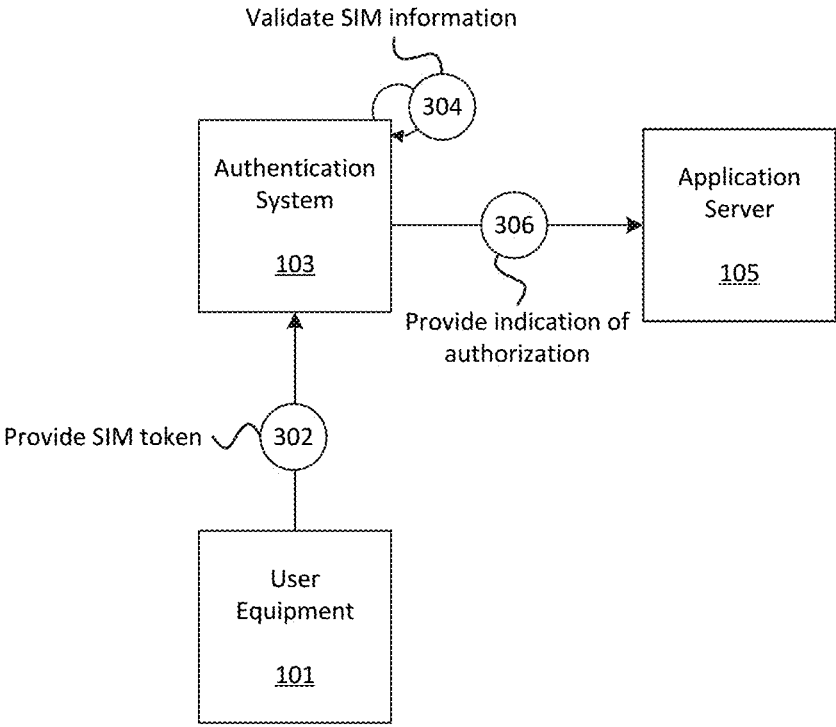 Validate SIM information
304
Authentication
System
103
306
Application
Server
105
Provide indication of
authorization
Provide SIM token
302
User
Equipment
101